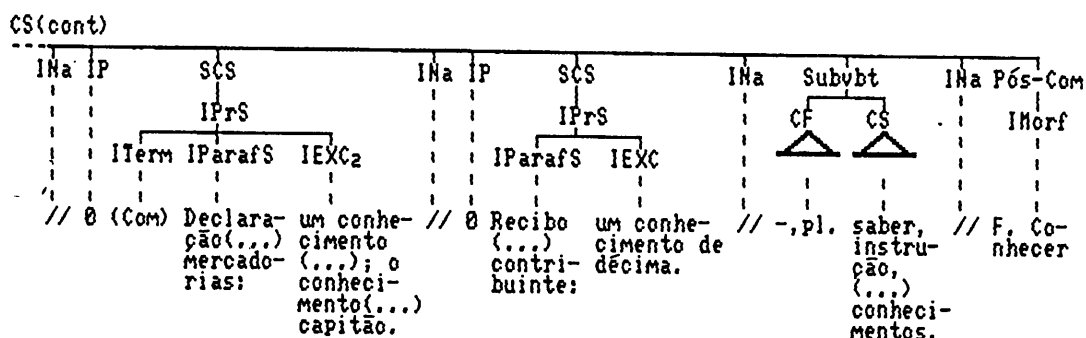 CS(cont)
INa IP SCS INa IP SCS INa Subvbt INa Pós-Com
IPrS IPrS CF CS IMorf
ITerm IParafS IEXC2 IParafS IEXC
// 0 (Com) Declara- um conhe- // 0 Recibo um conhe- // -,pl. saber, // F. Co-
ção(...) cimento (...) cimento de instru- nhecer
mercado- (...); o contri- décima. ção,
rias: conheci- buinte: (...)
mento(...) conheci-
capitão. mentos.